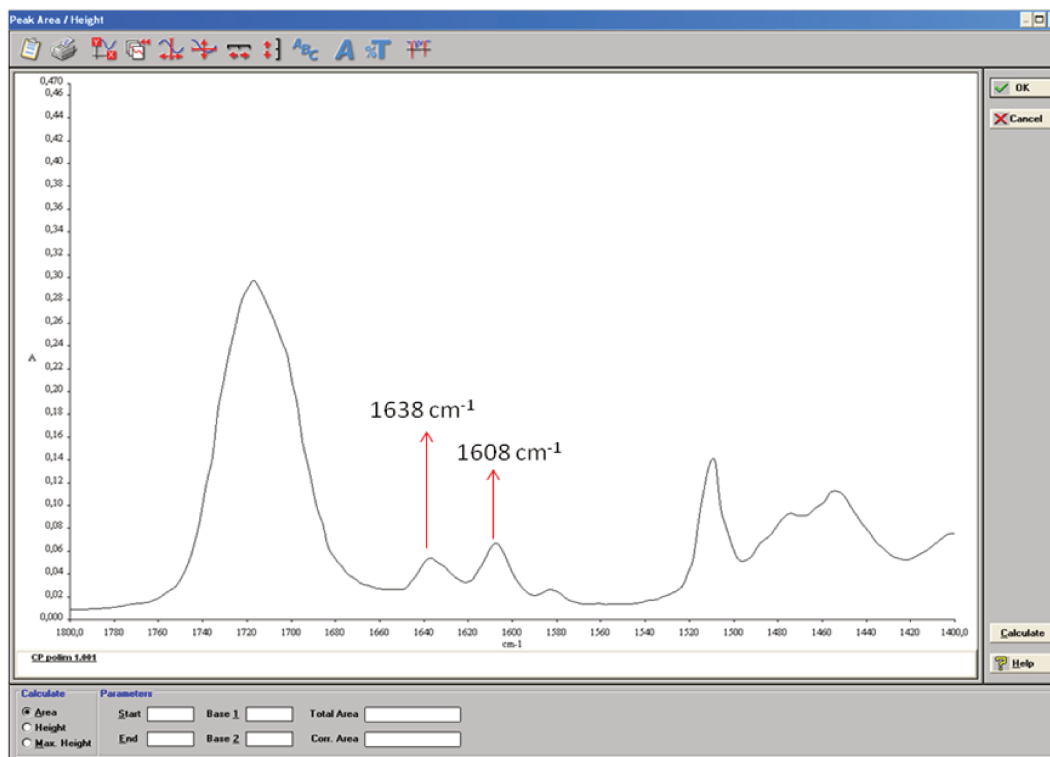 Peak Area / Height
Y
X
A B C
A
%T
OK
Cancel
0,470
0,46
0,44
0,42
0,40
0,38
0,36
0,34
0,32
0,30
0,28
0,26
0,24
A
0,22
0,20
0,18
0,16
0,14
0,12
0,10
0,08
0,06
0,04
0,02
0,000
1638 cm-1
1608 cm-1
1800,0 1780 1760 1740 1720 1700 1680 1660 1640 1620 1600 1580 1560 1540 1520 1500 1480 1460 1440 1420 1400,0
cm-1
CP polim 1.001
Calculate
Help
Calculate
Area
Height
Max. Height
Parameters
Start Base 1 Total Area
End Base 2 Corr. Area